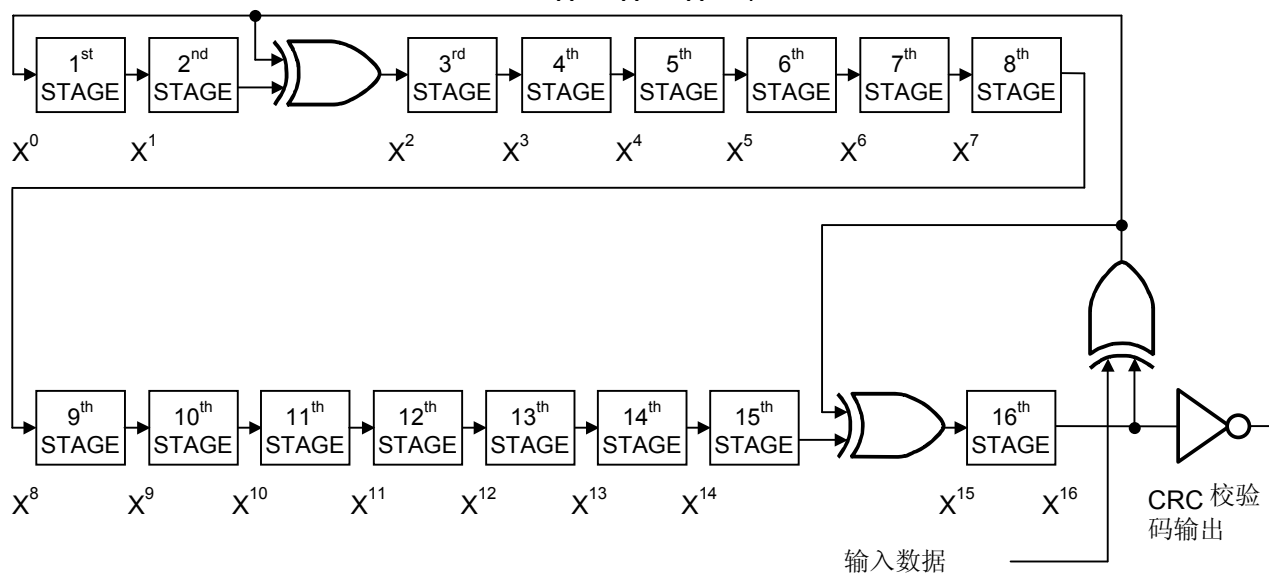 1st STAGE
2nd STAGE
3rd STAGE
4th STAGE
5th STAGE
6th STAGE
7th STAGE
8th STAGE
X0 X1 X2 X3 X4 X5 X6 X7
9th STAGE
10th STAGE
11th STAGE
12th STAGE
13th STAGE
14th STAGE
15th STAGE
16th STAGE
X8 X9 X10 X11 X12 X13 X14 X15 X16
CRC 校验
码输出
输入数据